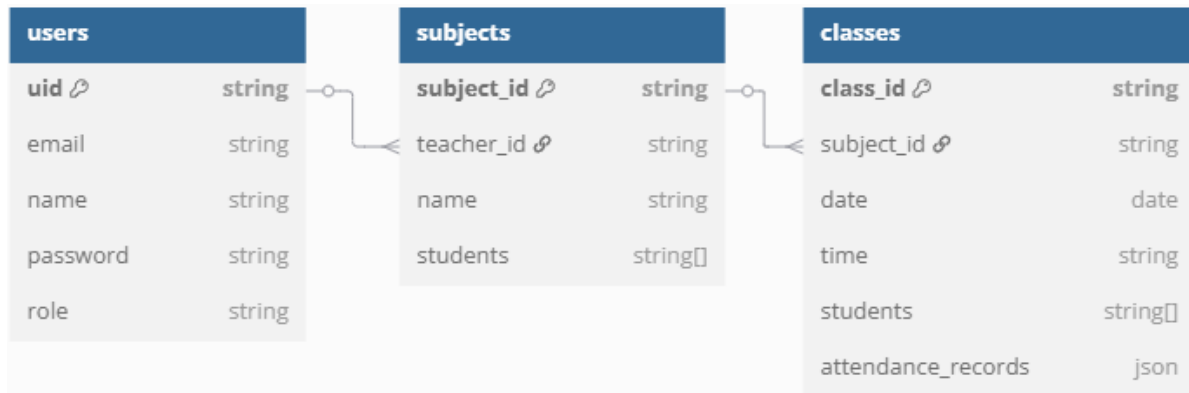 users
uid string
email string
name string
password string
role string
subjects
subject_id string
teacher_id string
name string
students string[]
classes
class_id string
subject_id string
date date
time string
students string[]
attendance_records json